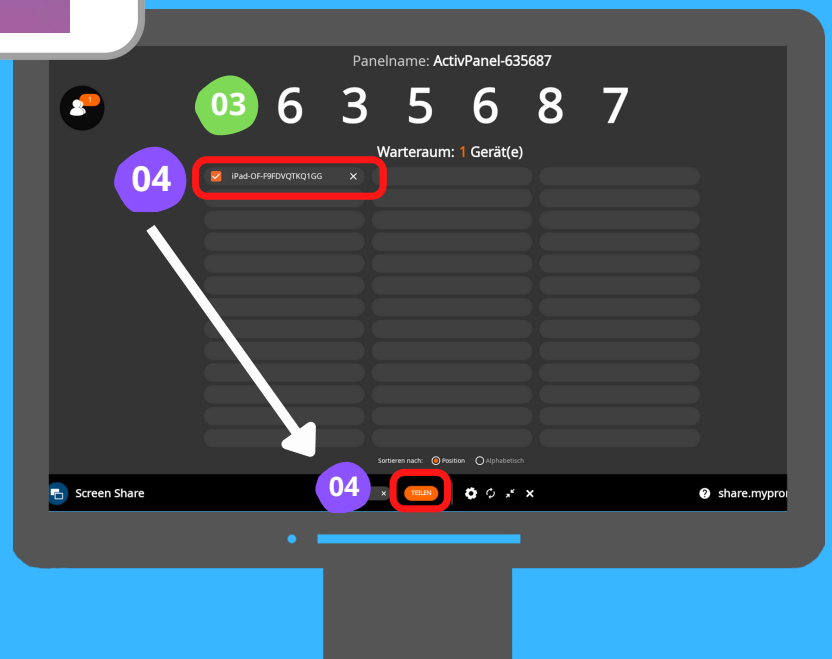 Panelname: ActivPanel-635687
1
03
6 3 5 6 8 7
Warteraum: 1 Gerät(e)
04
iPad-OF-F9FDVQTKQ1GG
Sortieren nach: Position Alphabetisch
Screen Share
04
TEILEN
share.mypro